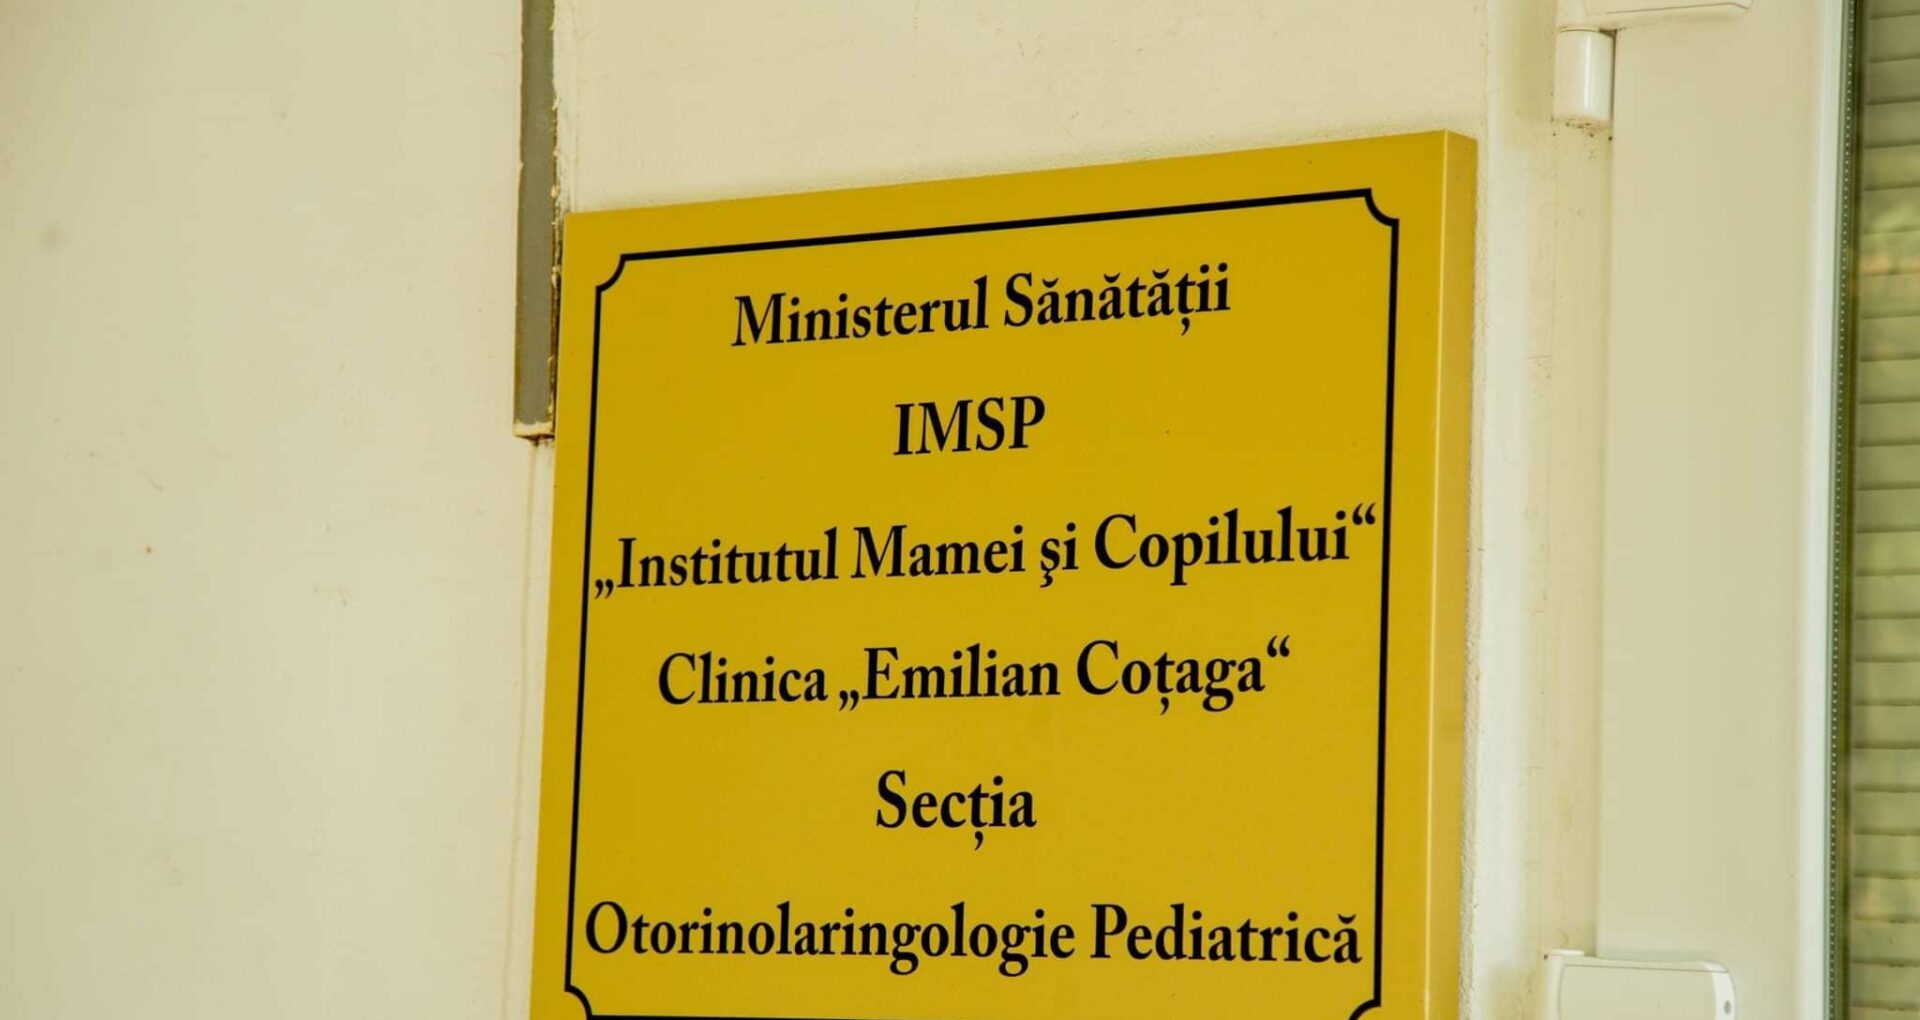 Ministerul Sănătății
IMSP
„Institutul Mamei şi Copilului“
Clinica „Emilian Coțaga“
Secția
Otorinolaringologie Pediatrică